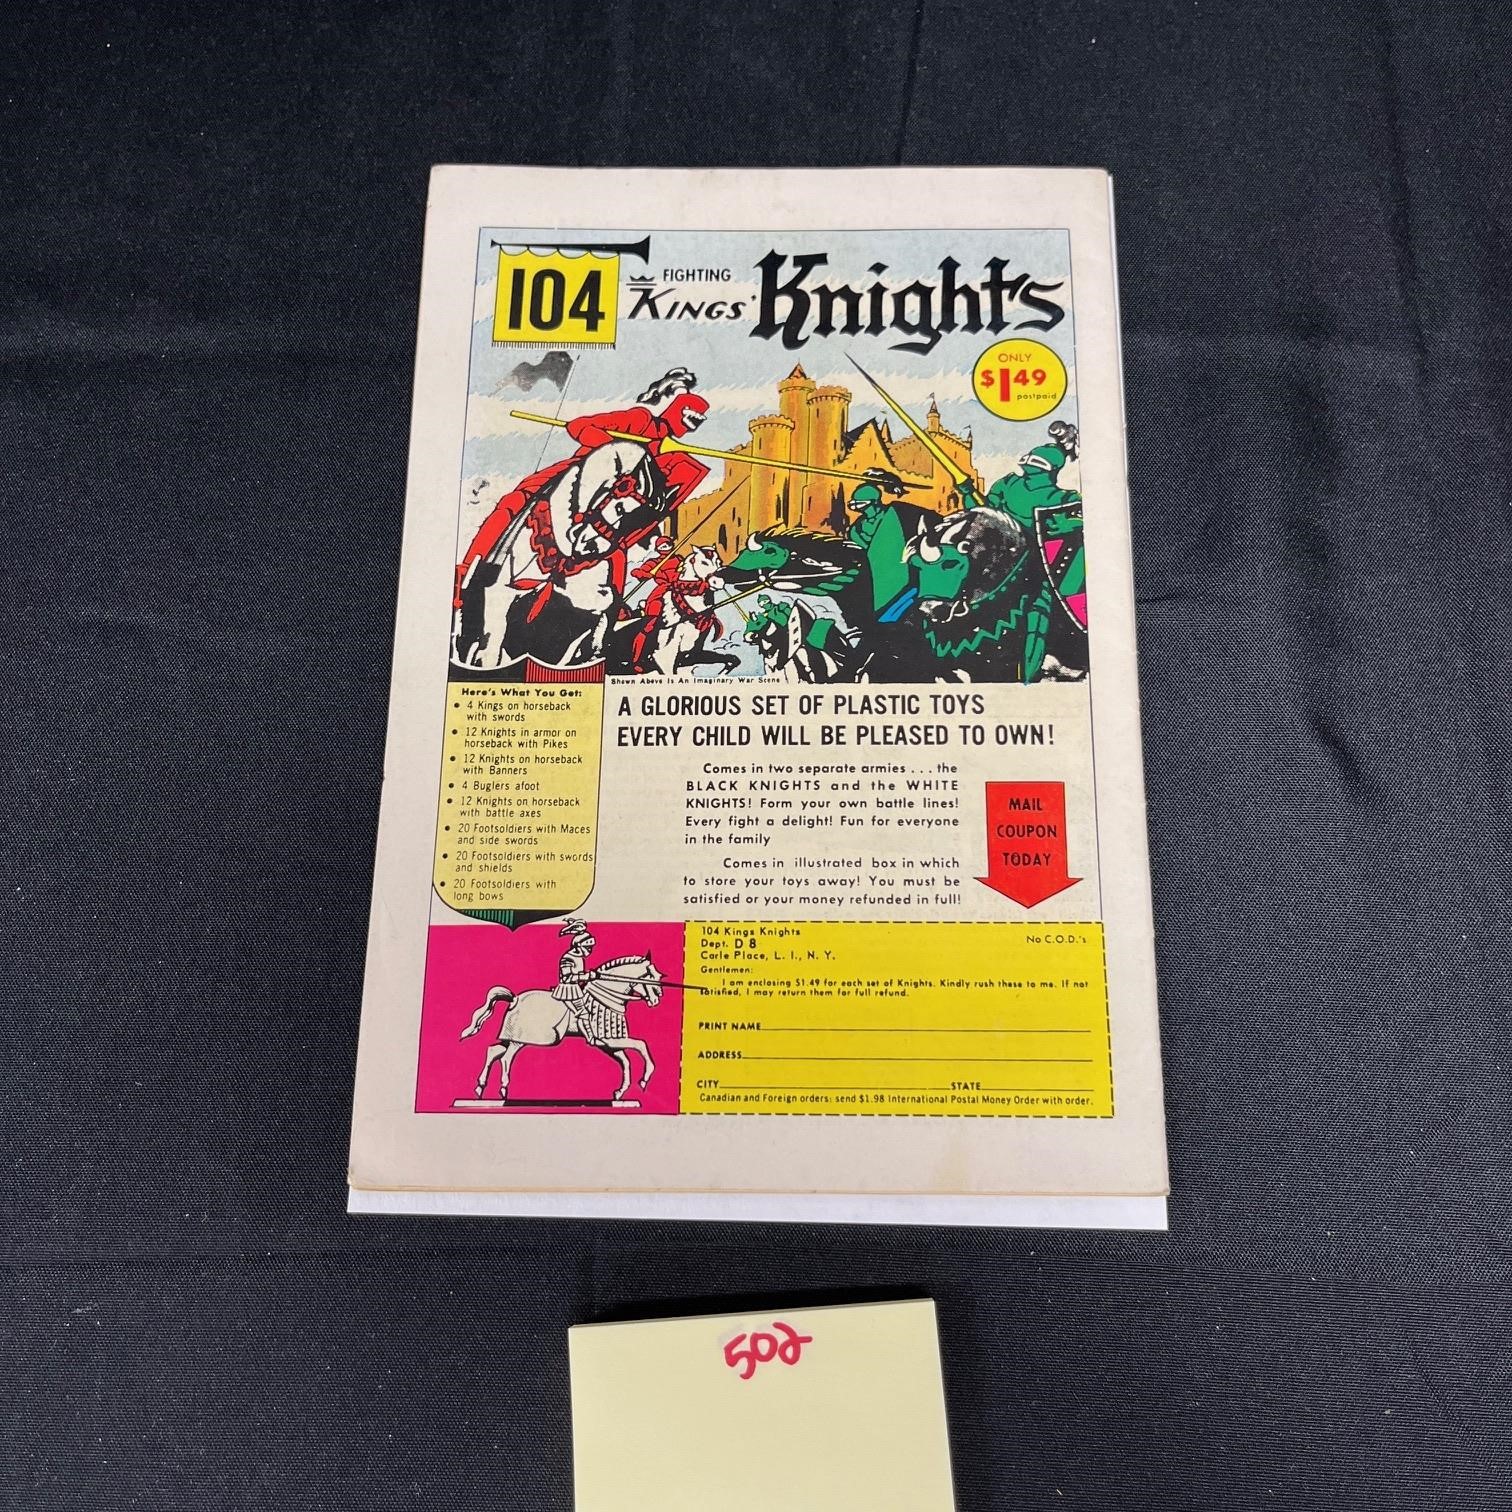 104
FIGHTING
KINGS' Knights
ONLY
$1.49
postpaid
Shown Above Is An Imaginary War Scene
Here's What You Get:
• 4 Kings on horseback
with swords
• 12 Knights in armor on
horseback with Pikes
• 12 Knights on horseback
with Banners
• 4 Buglers afoot
• 12 Knights on horseback
with battle axes
• 20 Footsoldiers with Maces
and side swords
• 20 Footsoldiers with swords
and shields
• 20 Footsoldiers with
long bows
A GLORIOUS SET OF PLASTIC TOYS
EVERY CHILD WILL BE PLEASED TO OWN!
Comes in two separate armies . . . the
BLACK KNIGHTS and the WHITE
KNIGHTS! Form your own battle lines!
Every fight a delight! Fun for everyone
in the family
Comes in illustrated box in which
to store your toys away! You must be
satisfied or your money refunded in full!
MAIL
COUPON
TODAY
104 Kings Knights
Dept. D 8
Carle Place, L. I., N. Y.
No C.O.D.'s
Gentlemen:
I am enclosing $1.49 for each set of Knights. Kindly rush these to me. If not
satisfied, I may return them for full refund.
PRINT NAME
ADDRESS
CITY STATE
Canadian and Foreign orders: send $1.98 International Postal Money Order with order.
502